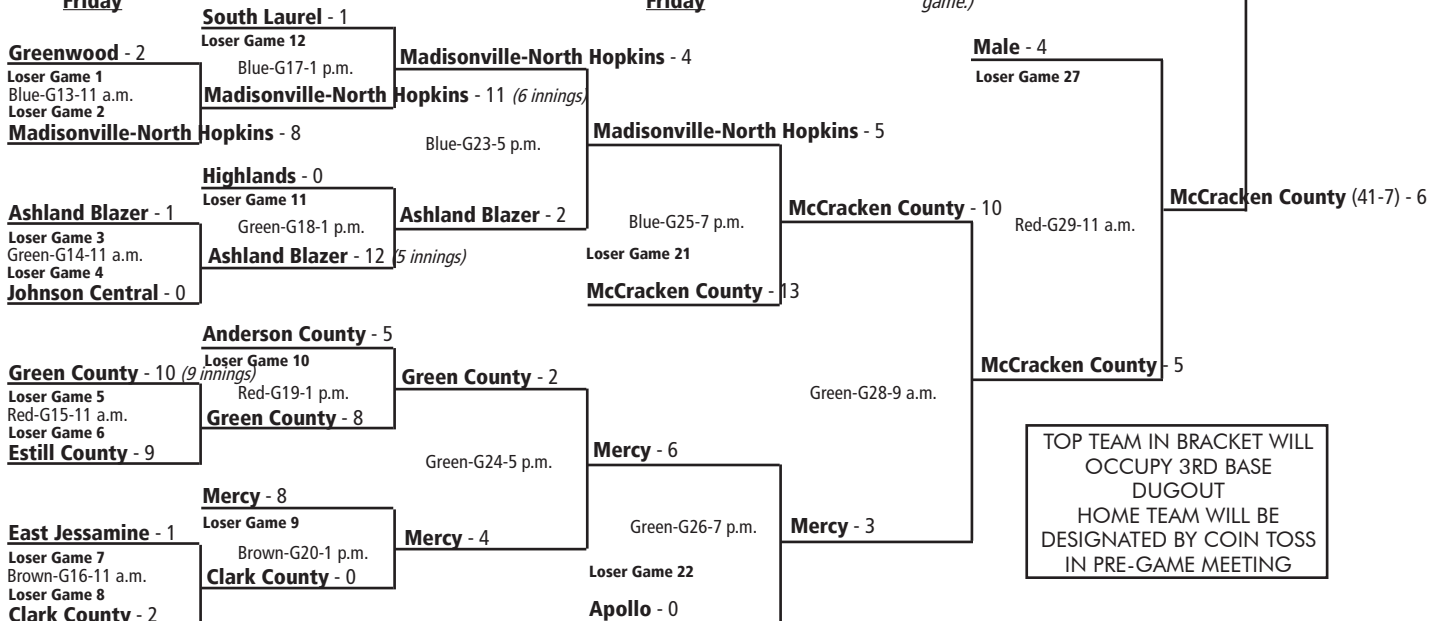 Friday
South Laurel - 1
Loser Game 12
Greenwood - 2
Loser Game 1
Blue-G13-11 a.m.
Loser Game 2
Madisonville-North Hopkins - 8
Blue-G17-1 p.m.
Madisonville-North Hopkins - 11 (6 innings)
Madisonville-North Hopkins - 4
Blue-G23-5 p.m.
Highlands - 0
Loser Game 11
Green-G18-1 p.m.
Ashland Blazer - 12 (5 innings)
Ashland Blazer - 1
Loser Game 3
Green-G14-11 a.m.
Loser Game 4
Johnson Central - 0
Ashland Blazer - 2
Anderson County - 5
Loser Game 10
Red-G19-1 p.m.
Green County - 8
Green County - 10 (9 innings)
Loser Game 5
Red-G15-11 a.m.
Loser Game 6
Estill County - 9
Green County - 2
Green-G24-5 p.m.
Mercy - 8
Loser Game 9
Brown-G20-1 p.m.
Clark County - 0
East Jessamine - 1
Loser Game 7
Brown-G16-11 a.m.
Loser Game 8
Clark County - 2
Mercy - 4
Friday
Madisonville-North Hopkins - 5
Blue-G25-7 p.m.
Loser Game 21
McCracken County - 13
McCracken County - 10
Mercy - 6
Green-G26-7 p.m.
Loser Game 22
Apollo - 0
Mercy - 3
Green-G28-9 a.m.
game.)
Male - 4
Loser Game 27
Red-G29-11 a.m.
McCracken County - 5
McCracken County (41-7) - 6
TOP TEAM IN BRACKET WILL
OCCUPY 3RD BASE
DUGOUT
HOME TEAM WILL BE
DESIGNATED BY COIN TOSS
IN PRE-GAME MEETING